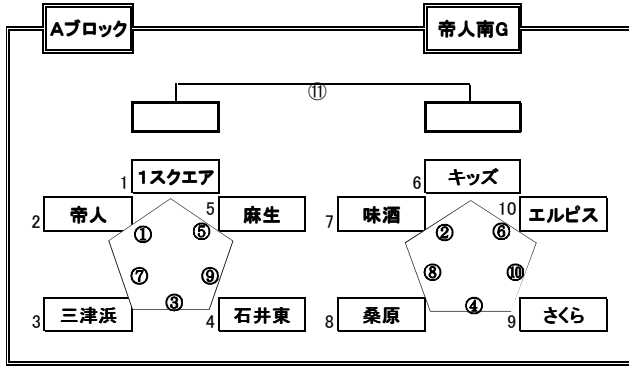 Aブロック 帝人南G
⑪
1 1スクエア 6 キッズ
2 帝人 5 麻生 7 味酒 10 エルピス
① ⑤ ② ⑥
⑦ ⑨ ⑧ ⑩
③ ④
3 三津浜 4 石井東 8 桑原 9 さくら